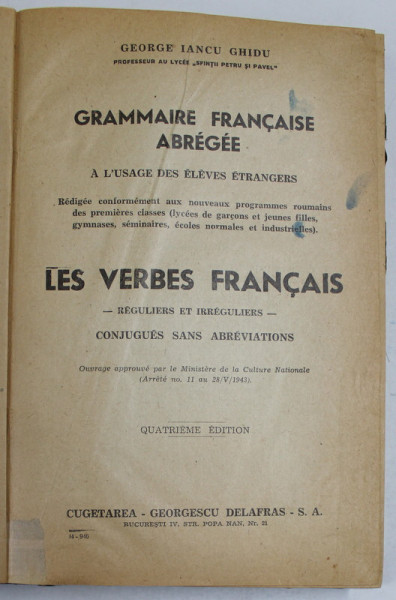 GEORGE IANCU GHIDU
PROFESSEUR AU LYCÉE „SFINȚII PETRU ȘI PAVEL”
GRAMMAIRE FRANÇAISE
ABRÉGÉE
À L'USAGE DES ÉLÈVES ÉTRANGERS
Rédigée conformément aux nouveaux programmes roumains
des premières classes (lycées de garçons et jeunes filles,
gymnases, séminaires, écoles normales et industrielles).
LES VERBES FRANÇAIS
— RÉGULIERS ET IRRÉGULIERS —
CONJUGUÉS SANS ABRÉVIATIONS
Ouvrage approuvé par le Ministère de la Culture Nationale
(Arrêté no. 11 au 28/V/1943).
QUATRIÈME ÉDITION
CUGETAREA - GEORGESCU DELAFRAS - S. A.
BUCUREȘTI IV, STR. POPA NAN, Nr. 21